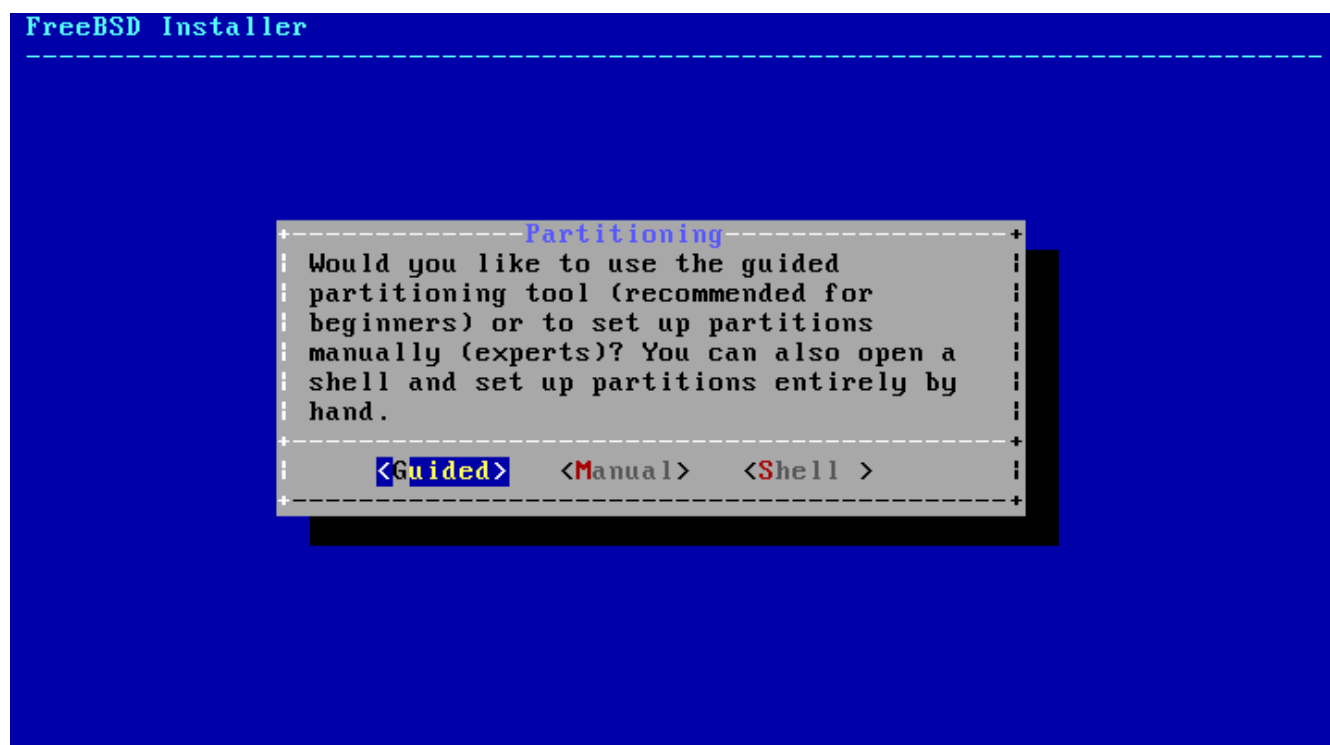 FreeBSD Installer
Partitioning
Would you like to use the guided
partitioning tool (recommended for
beginners) or to set up partitions
manually (experts)? You can also open a
shell and set up partitions entirely by
hand.
<Guided> <Manual> <Shell >